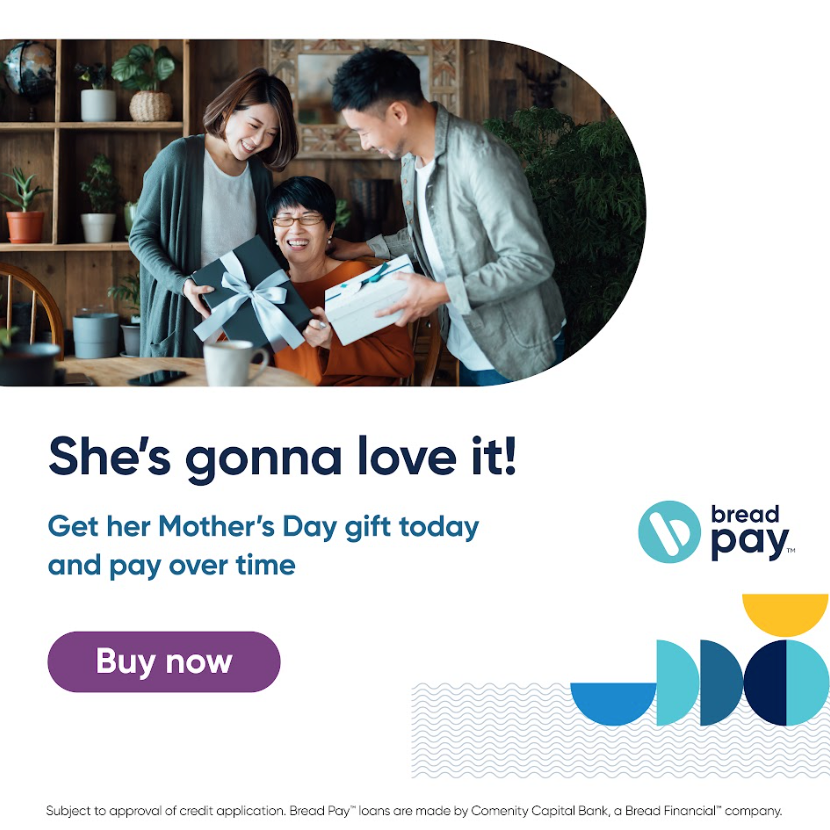 She's gonna love it!
Get her Mother's Day gift today
and pay over time
bread
pay™
Buy now
Subject to approval of credit application. Bread Pay™ loans are made by Comenity Capital Bank, a Bread Financial™ company.